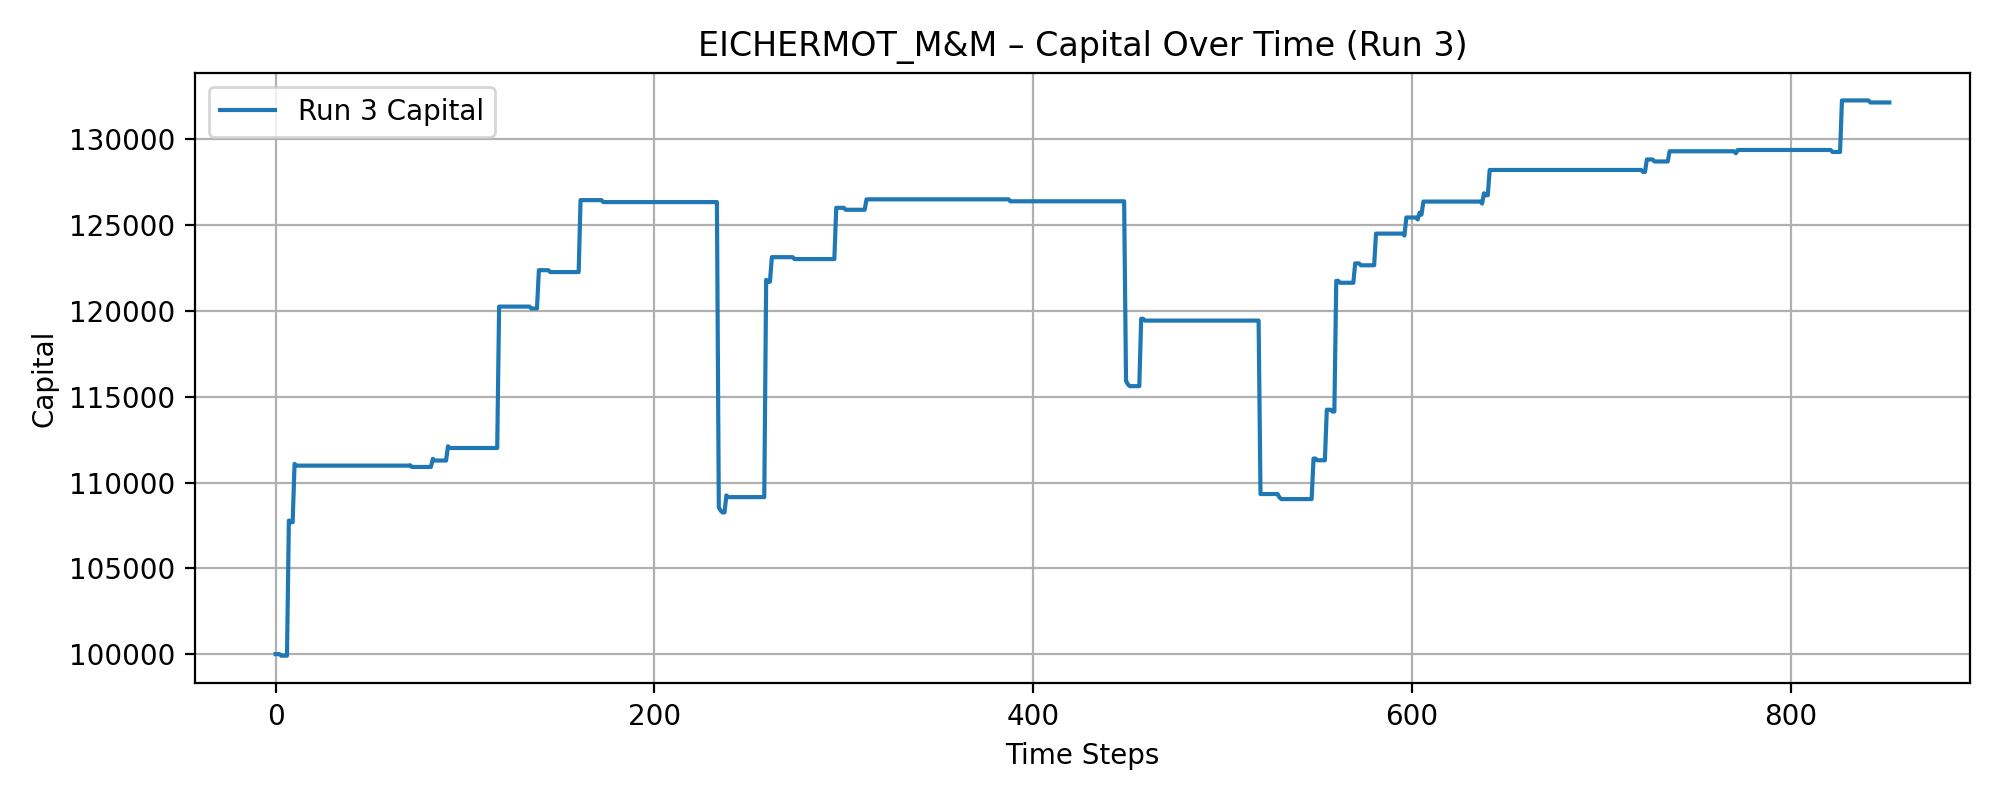 EICHERMOT_M&M – Capital Over Time (Run 3)
Run 3 Capital
Capital
130000
125000
120000
115000
110000
105000
100000
0 200 400 600 800
Time Steps